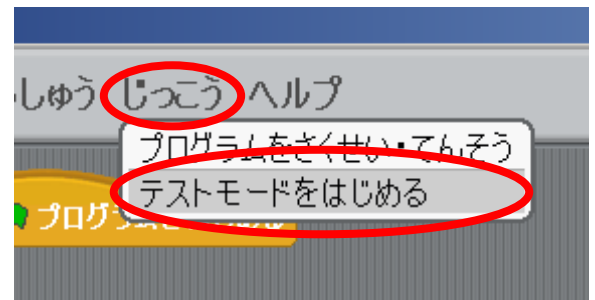 しゅう じっこう ヘルプ
プログラムをさくせい・てんそう
テストモードをはじめる
プログ